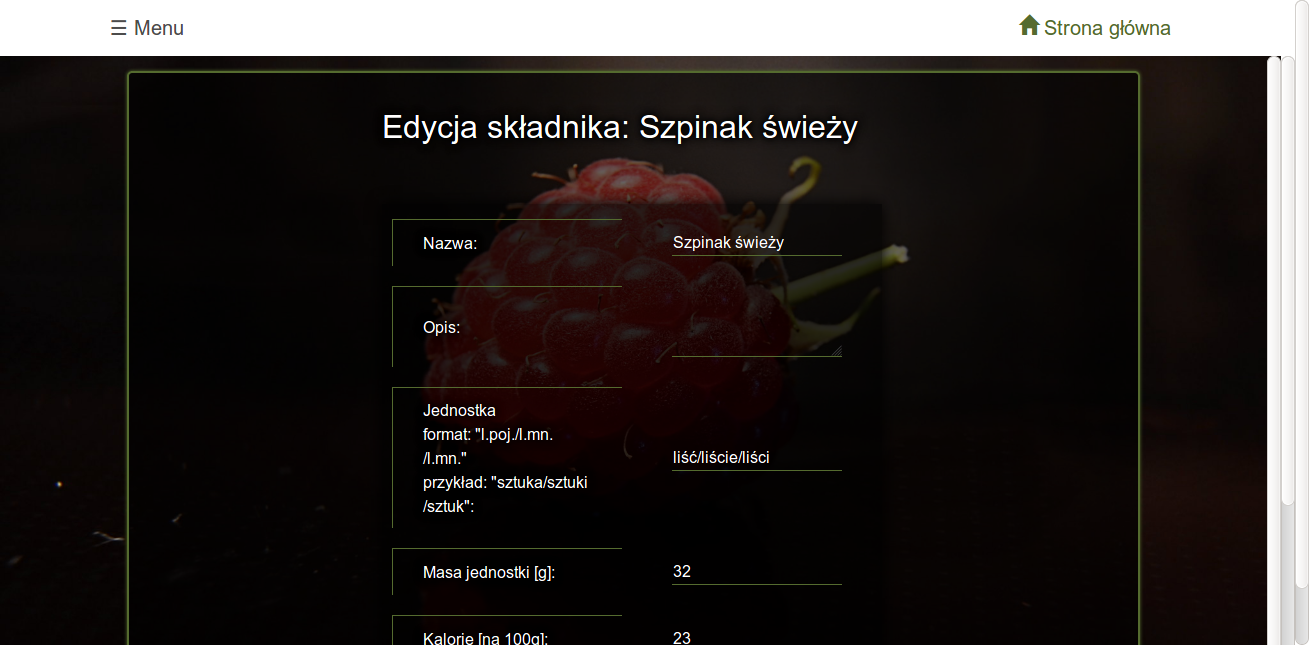 ☰ Menu
Strona główna
Edycja składnika: Szpinak świeży
Nazwa:
Szpinak świeży
Opis:
Jednostka
format: "l.poj./l.mn.
/l.mn."
przykład: "sztuka/sztuki
/sztuk":
liść/liście/liści
Masa jednostki [g]:
32
Kalorie [na 100g]:
23